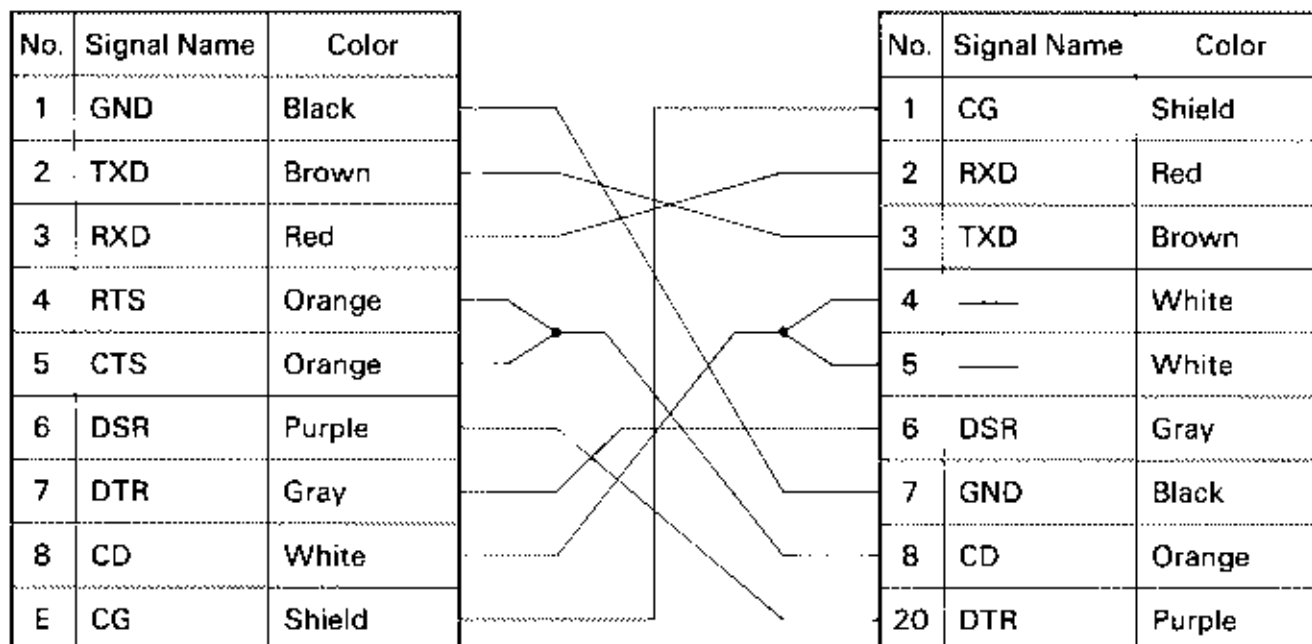 No. Signal Name Color No. Signal Name Color
1 GND Black 1 CG Shield
2 TXD Brown 2 RXD Red
3 RXD Red 3 TXD Brown
4 RTS Orange 4 — White
5 CTS Orange 5 — White
6 DSR Purple 6 DSR Gray
7 DTR Gray 7 GND Black
8 CD White 8 CD Orange
E CG Shield 20 DTR Purple